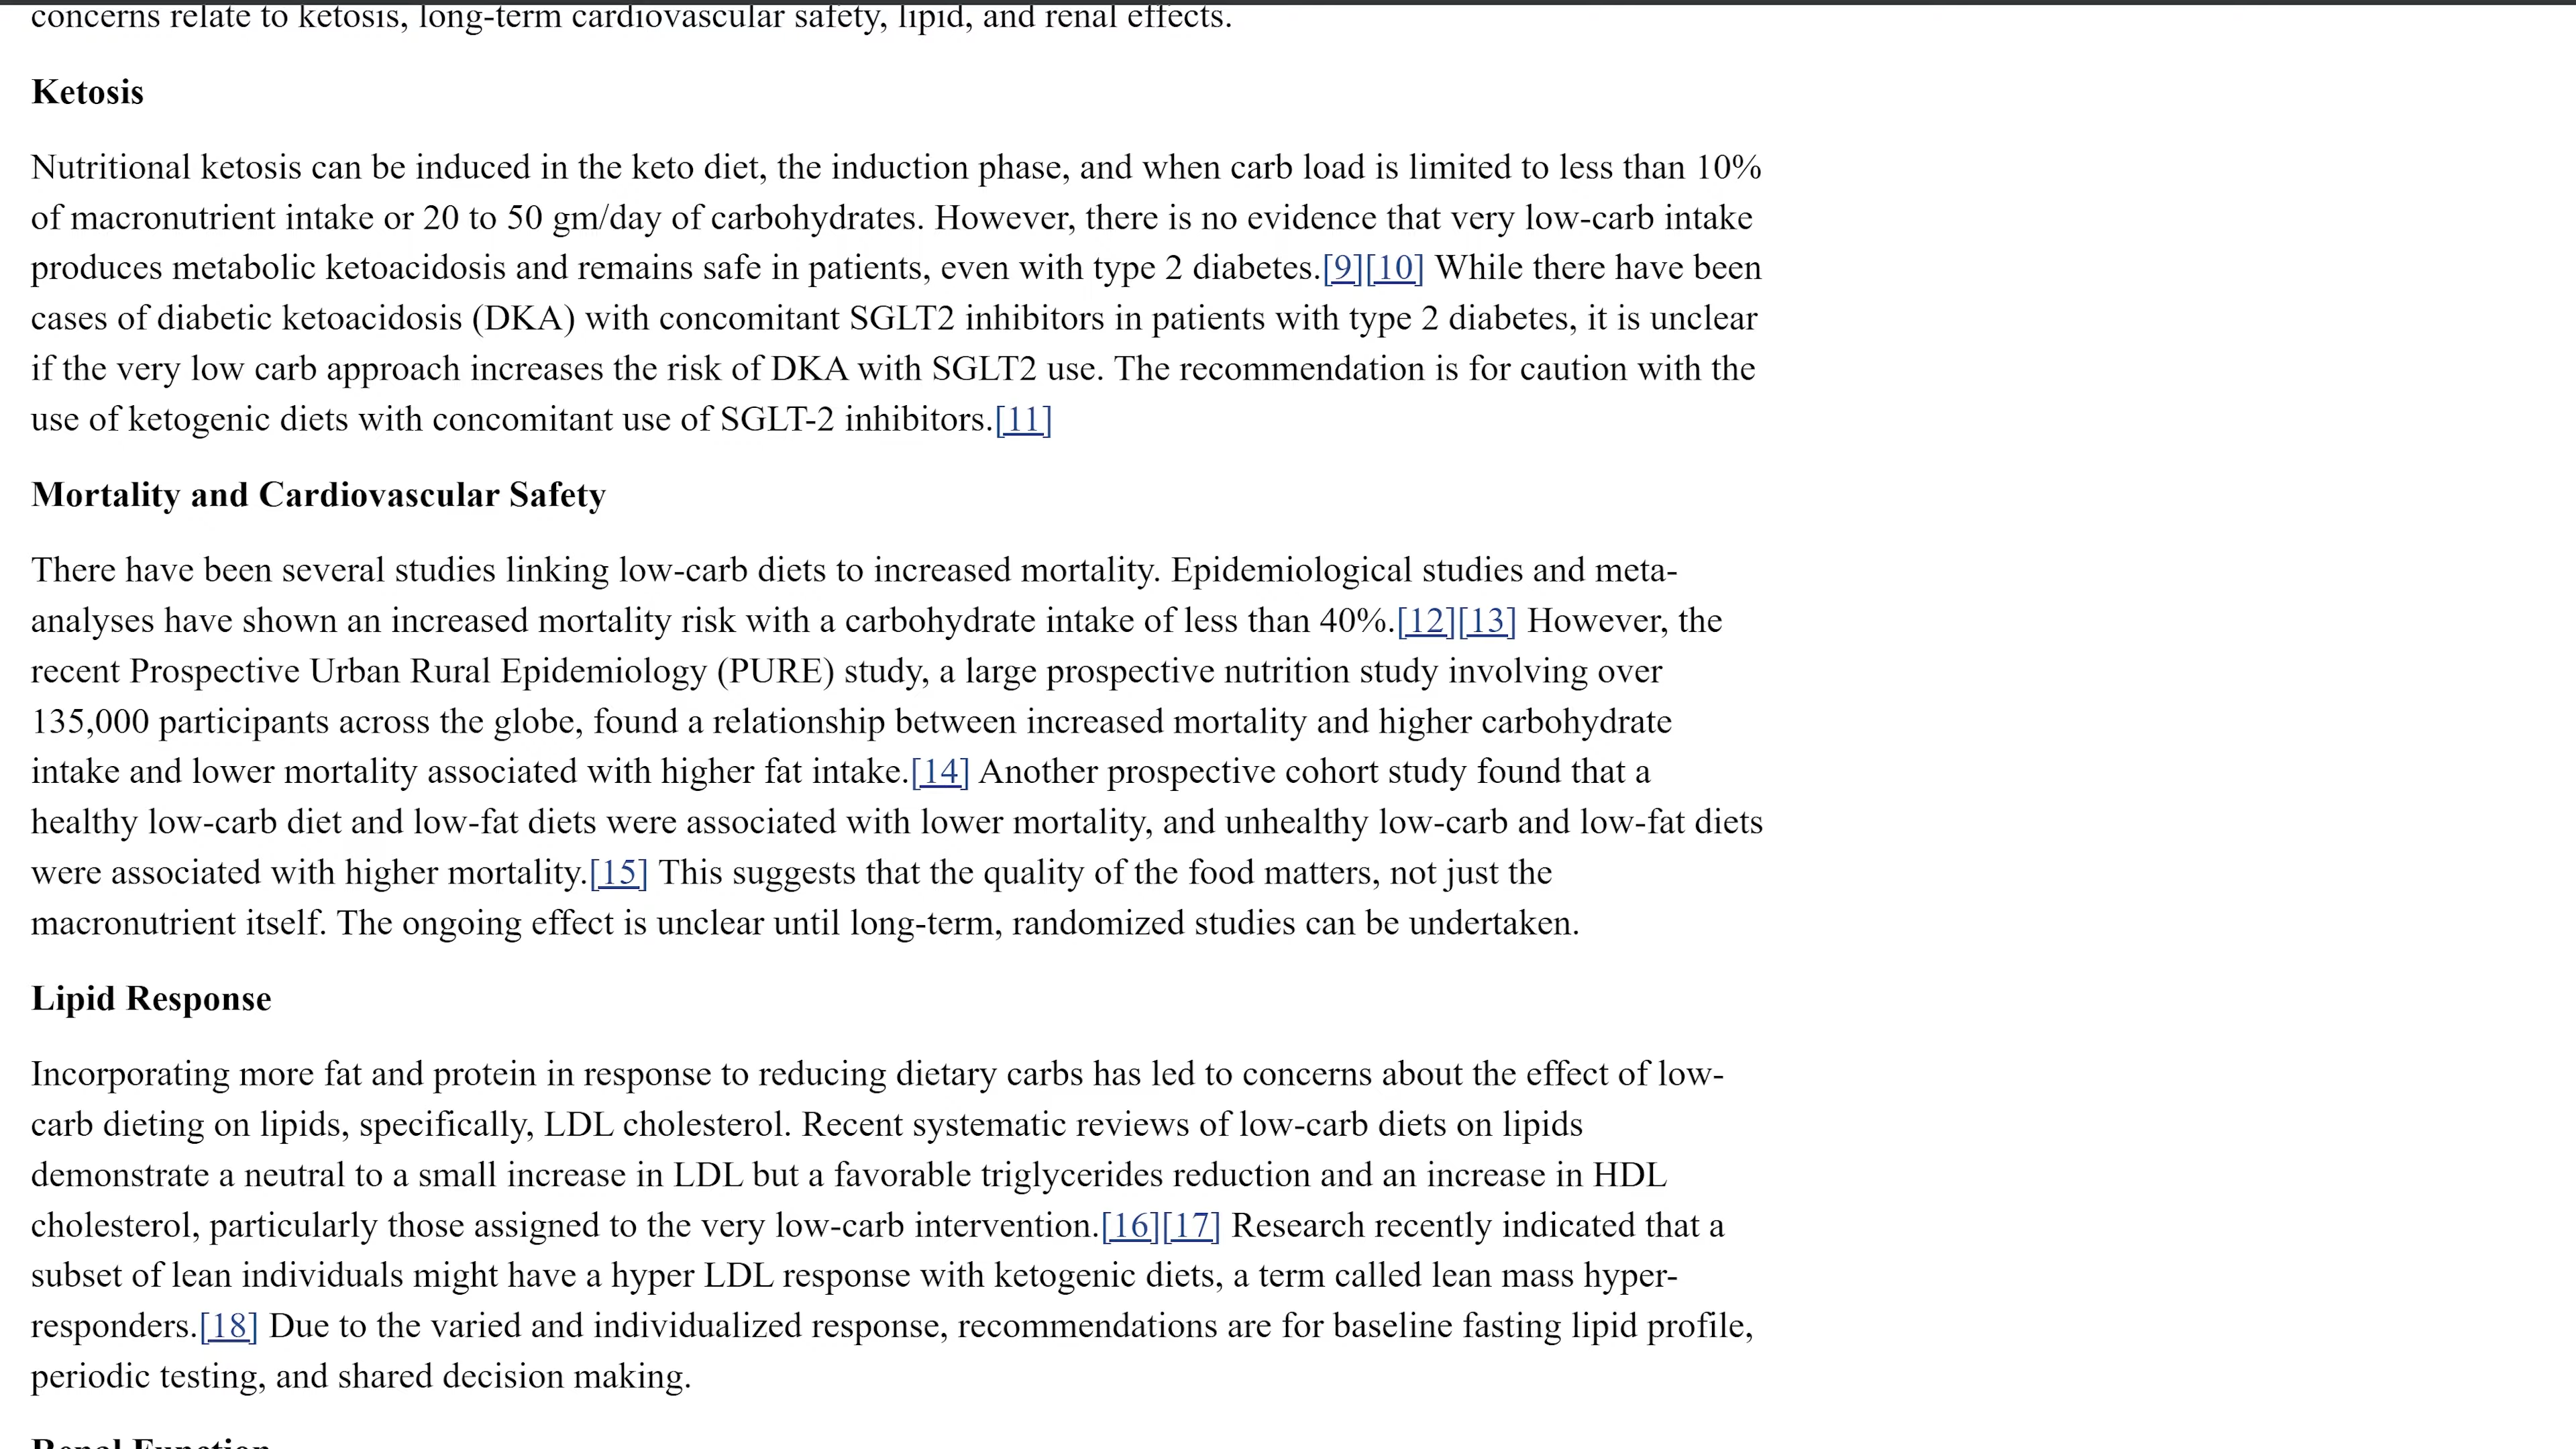 concerns relate to ketosis, long-term cardiovascular safety, lipid, and renal effects.
Ketosis
Nutritional ketosis can be induced in the keto diet, the induction phase, and when carb load is limited to less than 10%
of macronutrient intake or 20 to 50 gm/day of carbohydrates. However, there is no evidence that very low-carb intake
produces metabolic ketoacidosis and remains safe in patients, even with type 2 diabetes.[9][10] While there have been
cases of diabetic ketoacidosis (DKA) with concomitant SGLT2 inhibitors in patients with type 2 diabetes, it is unclear
if the very low carb approach increases the risk of DKA with SGLT2 use. The recommendation is for caution with the
use of ketogenic diets with concomitant use of SGLT-2 inhibitors.[11]
Mortality and Cardiovascular Safety
There have been several studies linking low-carb diets to increased mortality. Epidemiological studies and meta-
analyses have shown an increased mortality risk with a carbohydrate intake of less than 40%.[12][13] However, the
recent Prospective Urban Rural Epidemiology (PURE) study, a large prospective nutrition study involving over
135,000 participants across the globe, found a relationship between increased mortality and higher carbohydrate
intake and lower mortality associated with higher fat intake.[14] Another prospective cohort study found that a
healthy low-carb diet and low-fat diets were associated with lower mortality, and unhealthy low-carb and low-fat diets
were associated with higher mortality.[15] This suggests that the quality of the food matters, not just the
macronutrient itself. The ongoing effect is unclear until long-term, randomized studies can be undertaken.
Lipid Response
Incorporating more fat and protein in response to reducing dietary carbs has led to concerns about the effect of low-
carb dieting on lipids, specifically, LDL cholesterol. Recent systematic reviews of low-carb diets on lipids
demonstrate a neutral to a small increase in LDL but a favorable triglycerides reduction and an increase in HDL
cholesterol, particularly those assigned to the very low-carb intervention.[16][17] Research recently indicated that a
subset of lean individuals might have a hyper LDL response with ketogenic diets, a term called lean mass hyper-
responders.[18] Due to the varied and individualized response, recommendations are for baseline fasting lipid profile,
periodic testing, and shared decision making.
Renal Function